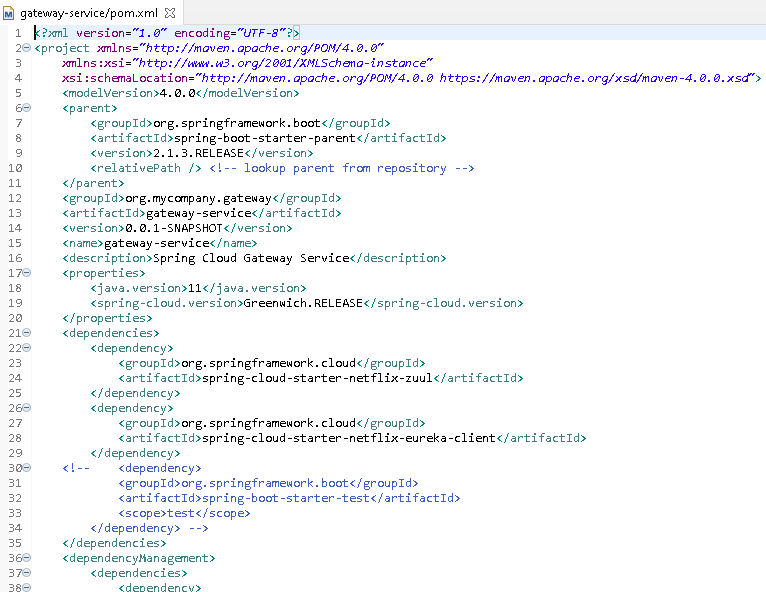 gateway-service/pom.xml
1 <?xml version="1.0" encoding="UTF-8"?>
2 <project xmlns="http://maven.apache.org/POM/4.0.0"
3 xmlns:xsi="http://www.w3.org/2001/XMLSchema-instance"
4 xsi:schemaLocation="http://maven.apache.org/POM/4.0.0 https://maven.apache.org/xsd/maven-4.0.0.xsd">
5 <modelVersion>4.0.0</modelVersion>
6 <parent>
7 <groupId>org.springframework.boot</groupId>
8 <artifactId>spring-boot-starter-parent</artifactId>
9 <version>2.1.3.RELEASE</version>
10 <relativePath /> <!-- lookup parent from repository -->
11 </parent>
12 <groupId>org.mycompany.gateway</groupId>
13 <artifactId>gateway-service</artifactId>
14 <version>0.0.1-SNAPSHOT</version>
15 <name>gateway-service</name>
16 <description>Spring Cloud Gateway Service</description>
17 <properties>
18 <java.version>11</java.version>
19 <spring-cloud.version>Greenwich.RELEASE</spring-cloud.version>
20 </properties>
21 <dependencies>
22 <dependency>
23 <groupId>org.springframework.cloud</groupId>
24 <artifactId>spring-cloud-starter-netflix-zuul</artifactId>
25 </dependency>
26 <dependency>
27 <groupId>org.springframework.cloud</groupId>
28 <artifactId>spring-cloud-starter-netflix-eureka-client</artifactId>
29 </dependency>
30 <!-- <dependency>
31 <groupId>org.springframework.boot</groupId>
32 <artifactId>spring-boot-starter-test</artifactId>
33 <scope>test</scope>
34 </dependency> -->
35 </dependencies>
36 <dependencyManagement>
37 <dependencies>
38 <dependency>